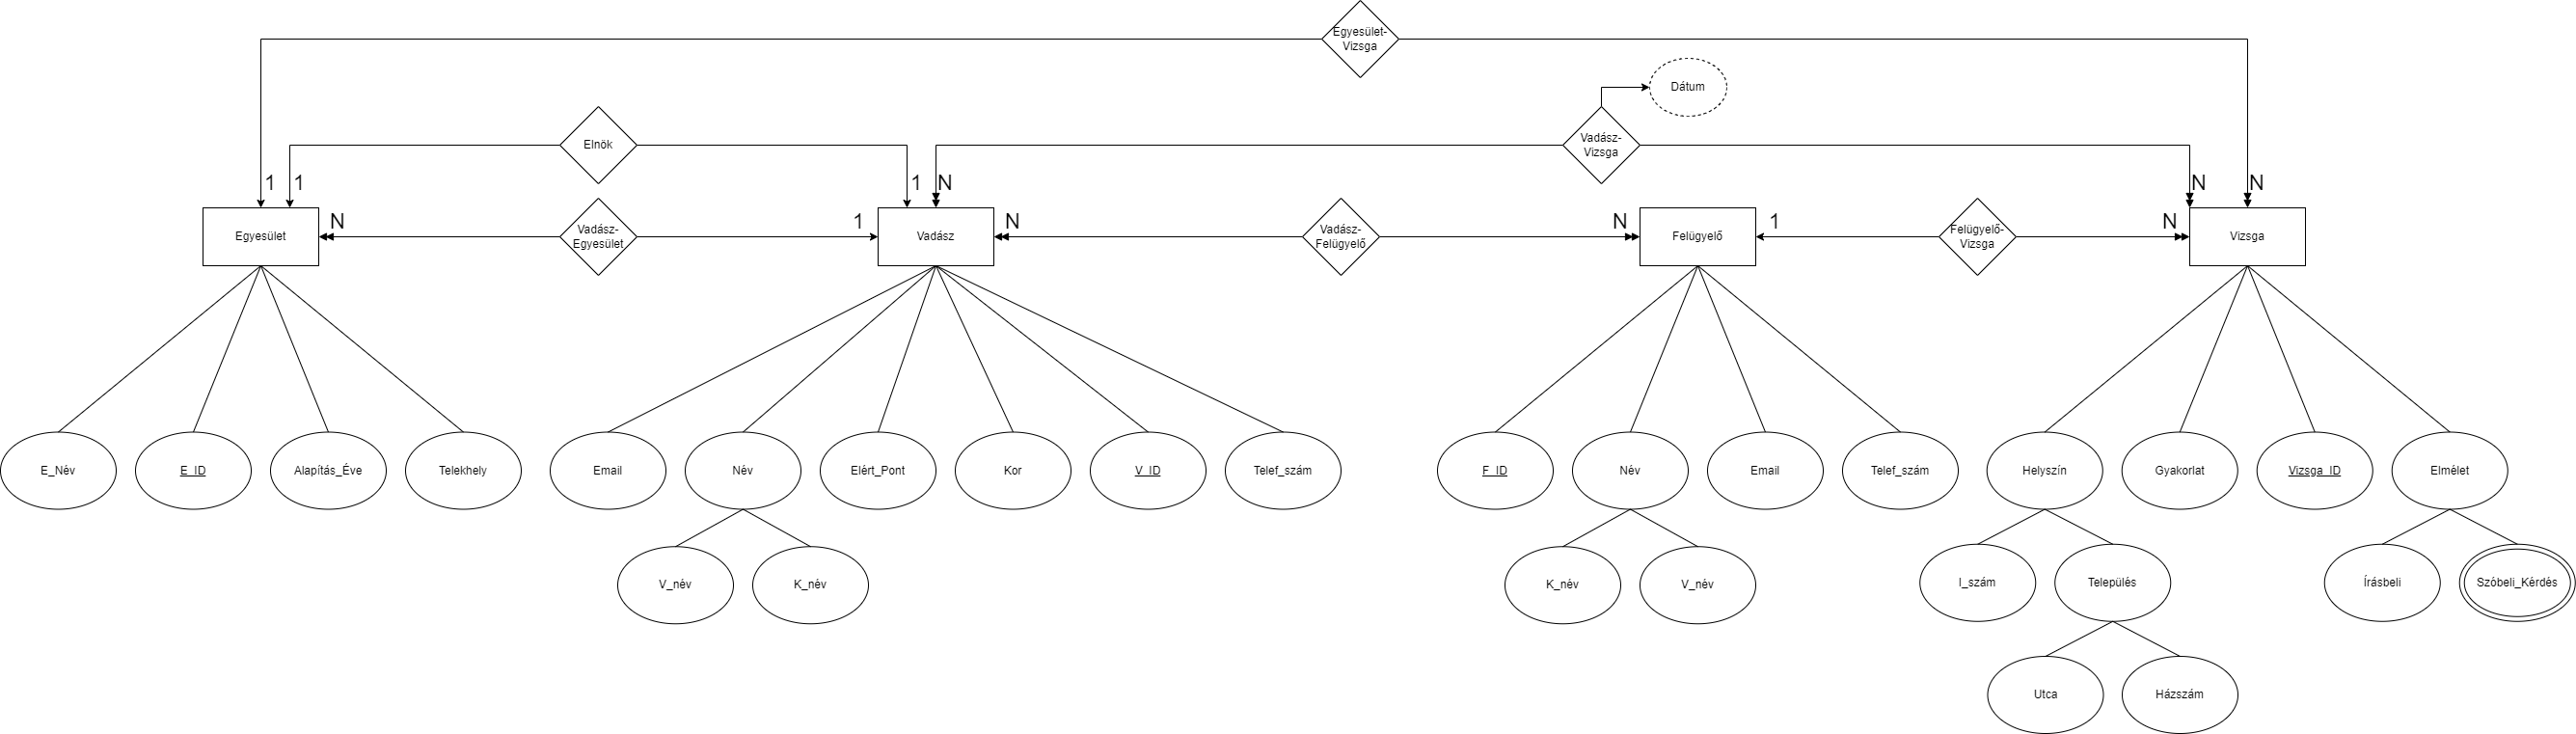 Egyesület-
Vizsga
Dátum
Elnök
Vadász-
Vizsga
1
1
1
N
N
N
Egyesület
N
Vadász-
Egyesület
1
Vadász
N
Vadász-
Felügyelő
N
Felügyelő
1
Felügyelő-
Vizsga
N
Vizsga
E_Név
E_ID
Alapítás_Éve
Telekhely
Email
Név
Elért_Pont
Kor
V_ID
Telef_szám
F_ID
Név
Email
Telef_szám
Helyszín
Gyakorlat
Vizsga_ID
Elmélet
V_név
K_név
K_név
V_név
I_szám
Település
Írásbeli
Szóbeli_Kérdés
Utca
Házszám